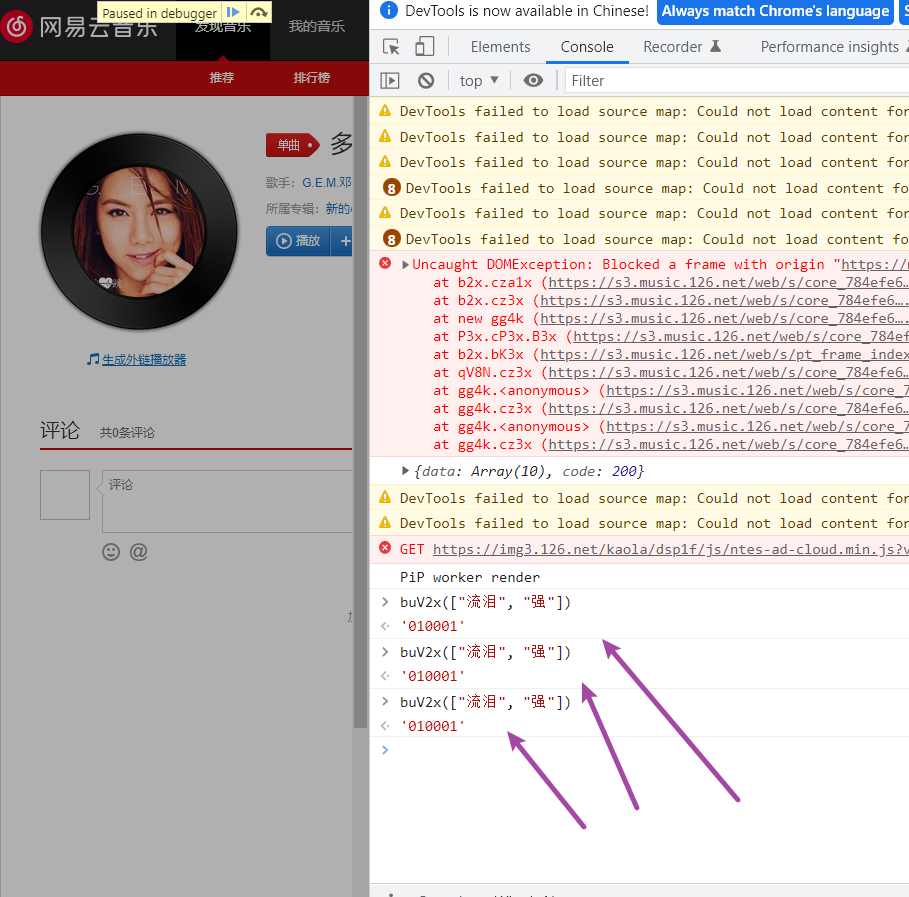 Paused in debugger
网易云音乐
发现音乐
我的音乐
推荐
排行榜
单曲
多
歌手：G.E.M.邓
所属专辑：新的
播放
+
G.E.M
生成外链播放器
评论
共0条评论
评论
DevTools is now available in Chinese!
Always match Chrome's language
Elements
Console
Recorder
Performance insights
top
Filter
DevTools failed to load source map: Could not load content for
DevTools failed to load source map: Could not load content for
DevTools failed to load source map: Could not load content for
8 DevTools failed to load source map: Could not load content fo
DevTools failed to load source map: Could not load content for
8 DevTools failed to load source map: Could not load content fo
Uncaught DOMException: Blocked a frame with origin "https://
at b2x.cza1x (https://s3.music.126.net/web/s/core_784efe6…
at b2x.cz3x (https://s3.music.126.net/web/s/core_784efe6….
at new gg4k (https://s3.music.126.net/web/s/core_784efe6….
at P3x.cP3x.B3x (https://s3.music.126.net/web/s/core_784ef
at b2x.bK3x (https://s3.music.126.net/web/s/pt_frame_index
at qV8N.cz3x (https://s3.music.126.net/web/s/core_784efe6…
at gg4k.<anonymous> (https://s3.music.126.net/web/s/core_7
at gg4k.cz3x (https://s3.music.126.net/web/s/core_784efe6…
at gg4k.<anonymous> (https://s3.music.126.net/web/s/core_7
at gg4k.cz3x (https://s3.music.126.net/web/s/core_784efe6…
{data: Array(10), code: 200}
DevTools failed to load source map: Could not load content for
DevTools failed to load source map: Could not load content for
GET https://img3.126.net/kaola/dsp1f/js/ntes-ad-cloud.min.js?v
PiP worker render
buV2x(["流泪", "强"])
'010001'
buV2x(["流泪", "强"])
'010001'
buV2x(["流泪", "强"])
'010001'